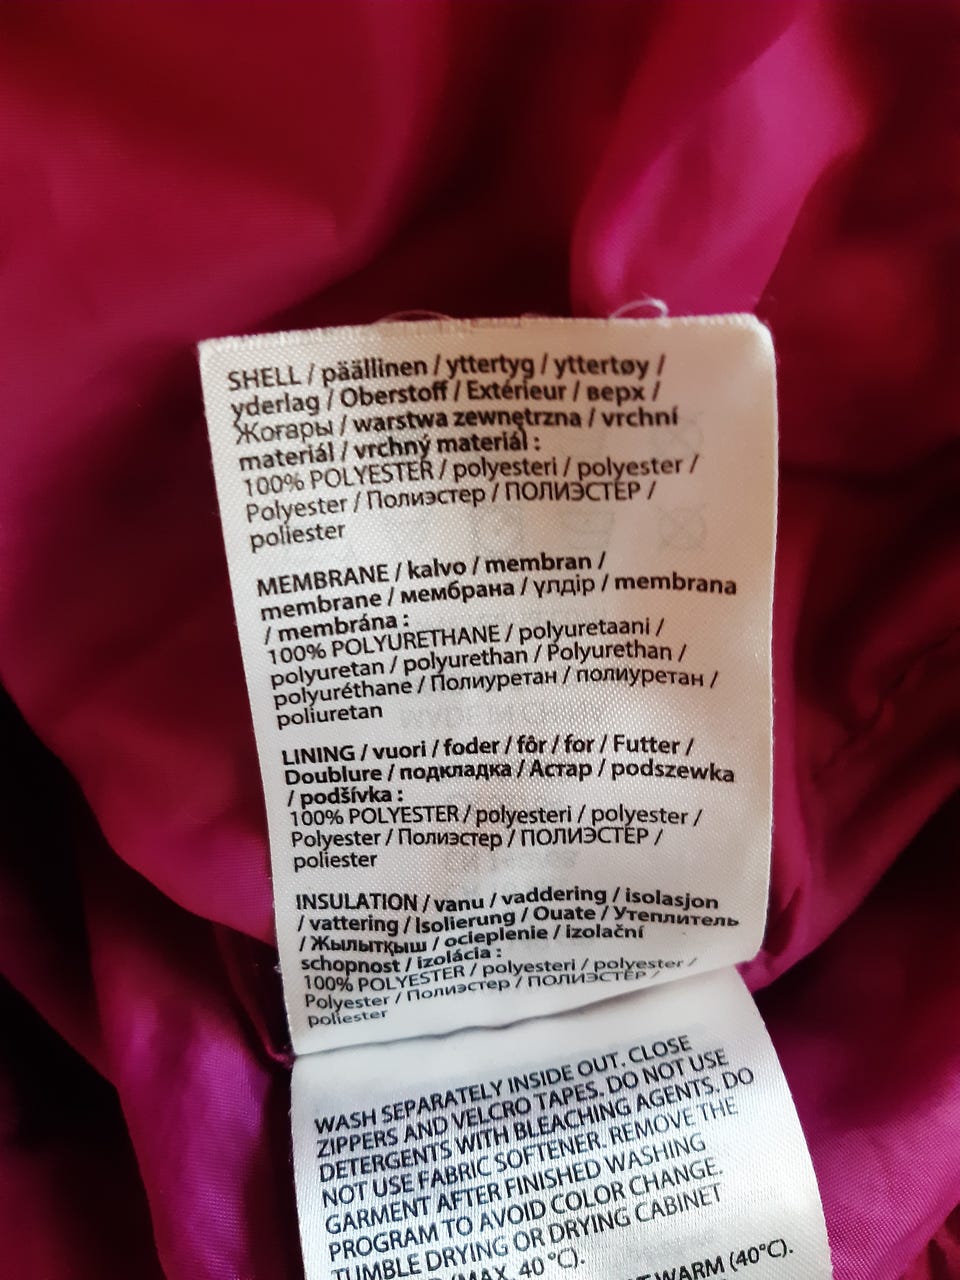 SHELL / päällinen / yttertyg / yttertøy /
yderlag / Oberstoff / Extérieur / верх /
Жоғары / warstwa zewnętrzna / vrchní
materiál / vrchný materiál :
100% POLYESTER / polyesteri / polyester /
Polyester / Полиэстер / ПОЛИЭСТЕР /
poliester
MEMBRANE / kalvo / membran /
membrane / мембрана / үлдір / membrana
/ membrána :
100% POLYURETHANE / polyuretaani /
polyuretan / polyurethan / Polyurethan /
polyuréthane / Полиуретан / полиуретан /
poliuretan
LINING / vuori / foder / fôr / for / Futter /
Doublure / подкладка / Астар / podszewka
/ podšívka :
100% POLYESTER / polyesteri / polyester /
Polyester / Полиэстер / ПОЛИЭСТЕР /
poliester
INSULATION / vanu / vaddering / isolasjon
/ vattering / Isolierung / Ouate / Утеплитель
/ Жылытқыш / ocieplenie / izolační
schopnost / izolácia :
100% POLYESTER / polyesteri / polyester /
Polyester / Полиэстер / ПОЛИЭСТЕР /
poliester
WASH SEPARATELY INSIDE OUT. CLOSE
ZIPPERS AND VELCRO TAPES. DO NOT USE
DETERGENTS WITH BLEACHING AGENTS. DO
NOT USE FABRIC SOFTENER. REMOVE THE
GARMENT AFTER FINISHED WASHING
PROGRAM TO AVOID COLOR CHANGE.
TUMBLE DRYING OR DRYING CABINET
(MAX. 40 °C).
WARM (40°C).